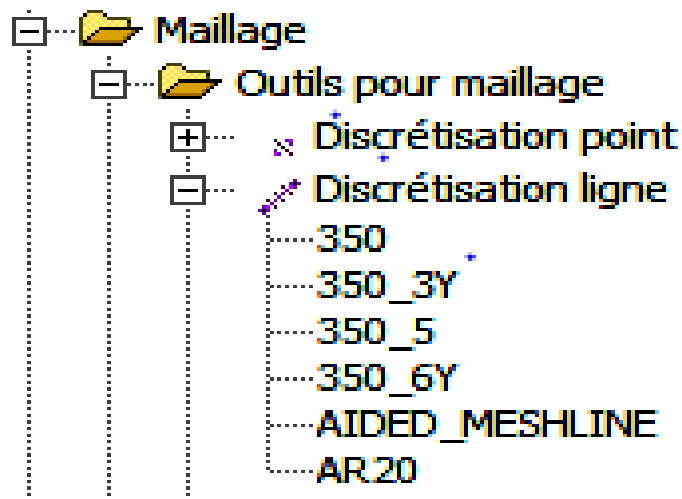 Maillage
Outils pour maillage
Discrétisation point
Discrétisation ligne
350
350_3Y
350_5
350_6Y
AIDED_MESHLINE
AR20